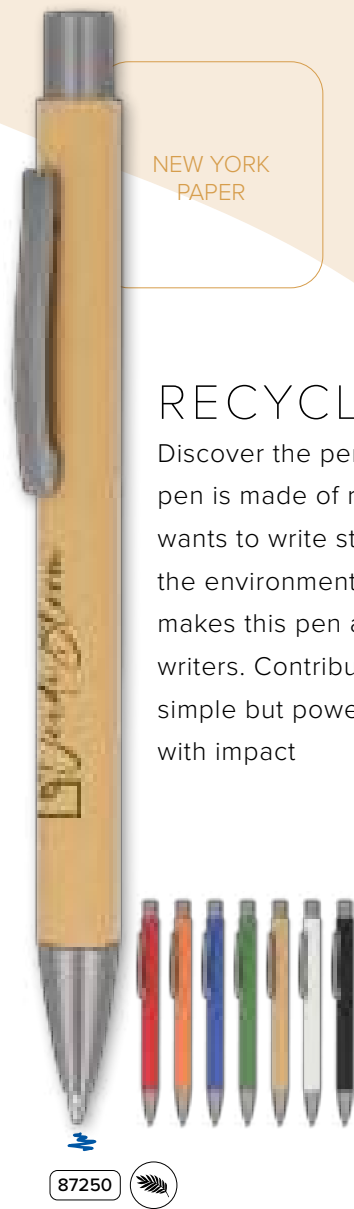 NEW YORK
PAPER
RECYCL
Discover the pe
pen is made of
wants to write st
the environment
makes this pen a
writers. Contribu
simple but powe
with impact
87250